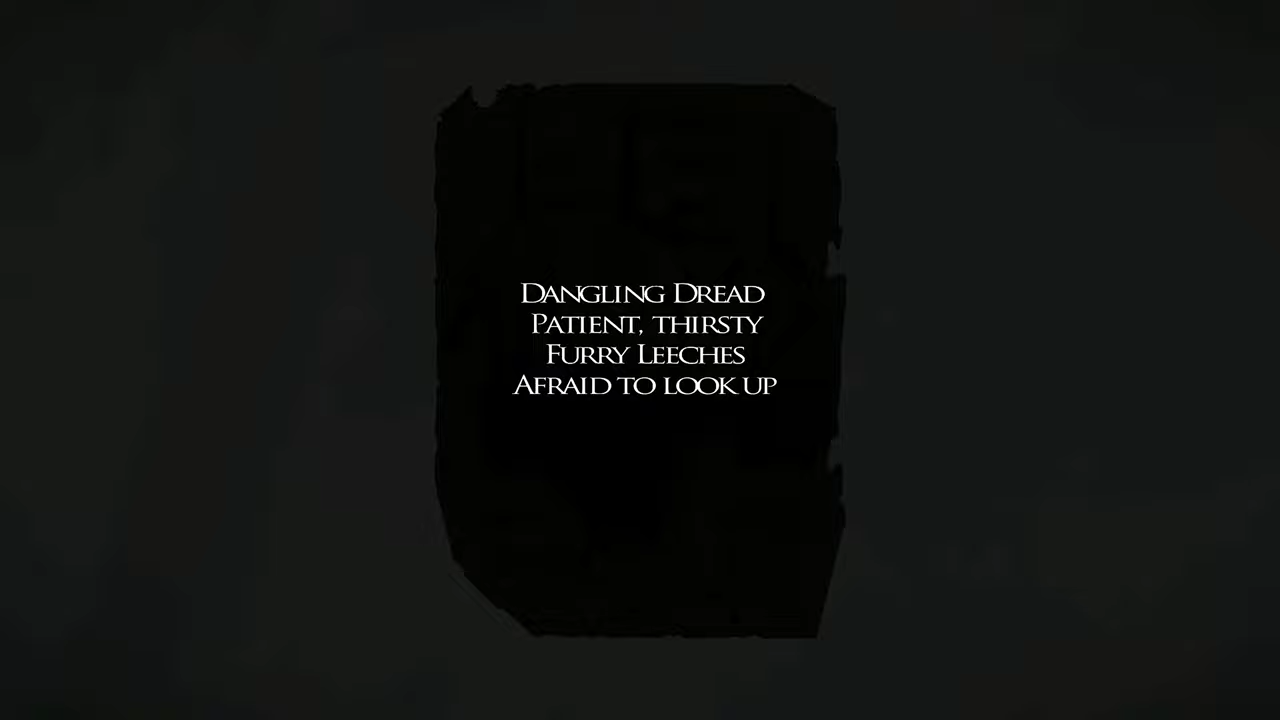 Dangling Dread
Patient, thirsty
Furry Leeches
Afraid to look up